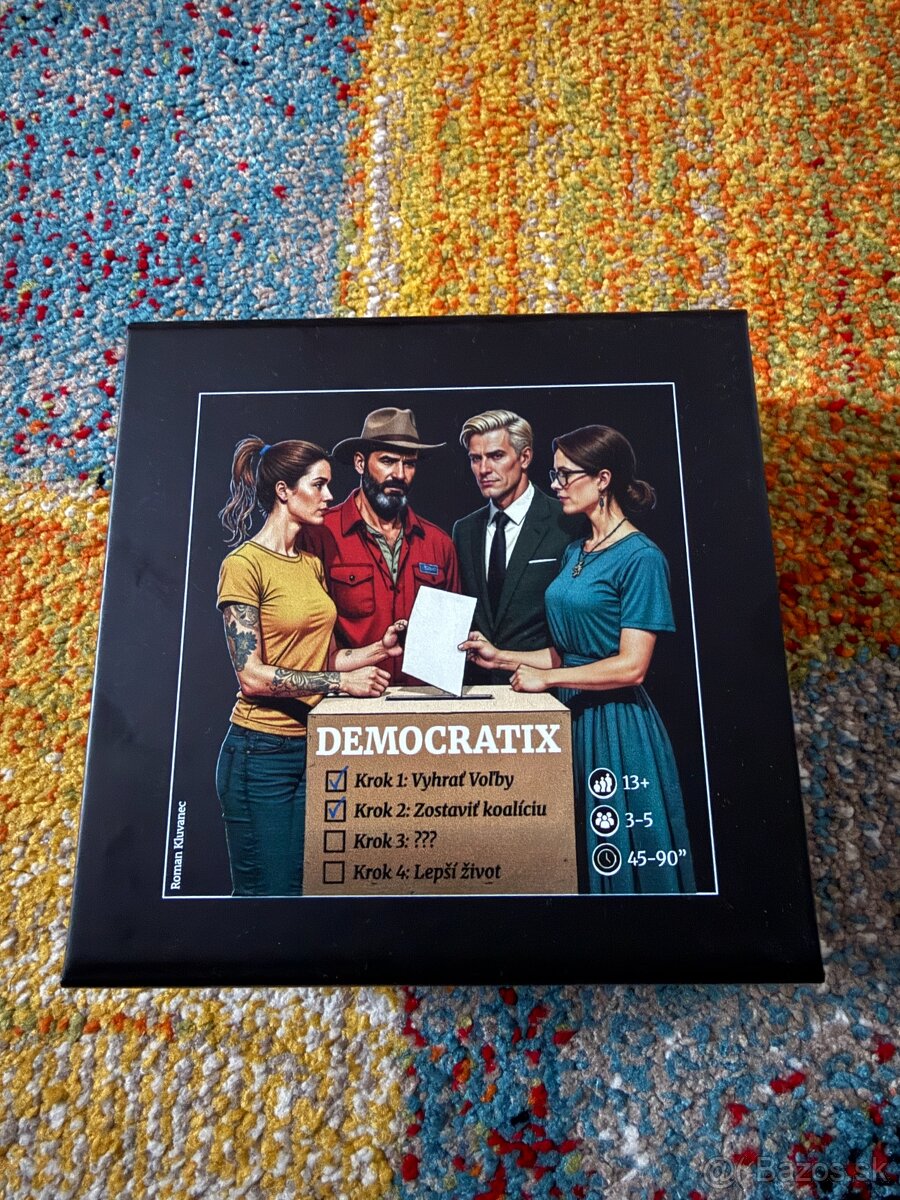 DEMOCRATIX
Krok 1: Vyhrať Voľby
Krok 2: Zostaviť koalíciu
Krok 3: ???
Krok 4: Lepší život
13+
3-5
45-90”
Roman Kluvanec
Bazos.sk